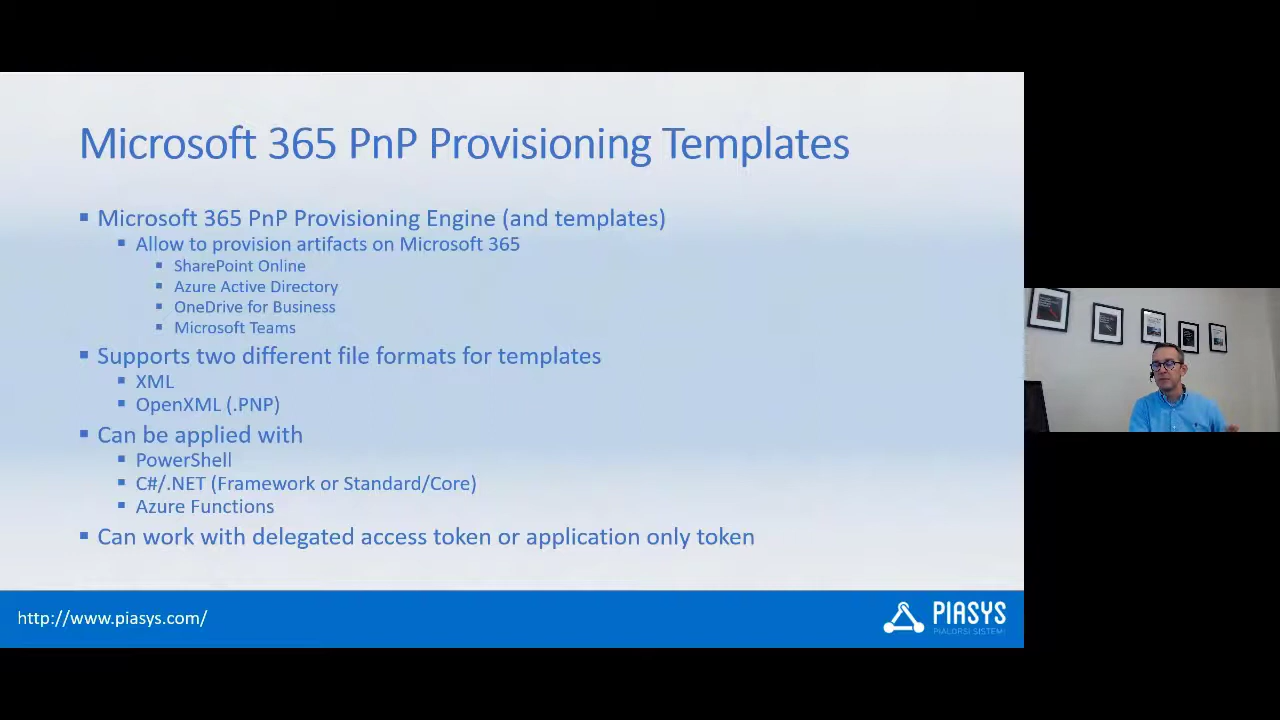 Microsoft 365 PnP Provisioning Templates
Microsoft 365 PnP Provisioning Engine (and templates)
Allow to provision artifacts on Microsoft 365
SharePoint Online
Azure Active Directory
OneDrive for Business
Microsoft Teams
Supports two different file formats for templates
XML
OpenXML (.PNP)
Can be applied with
PowerShell
C#/.NET (Framework or Standard/Core)
Azure Functions
Can work with delegated access token or application only token
http://www.piasys.com/
PIASYS
PIALORSI SISTEMI